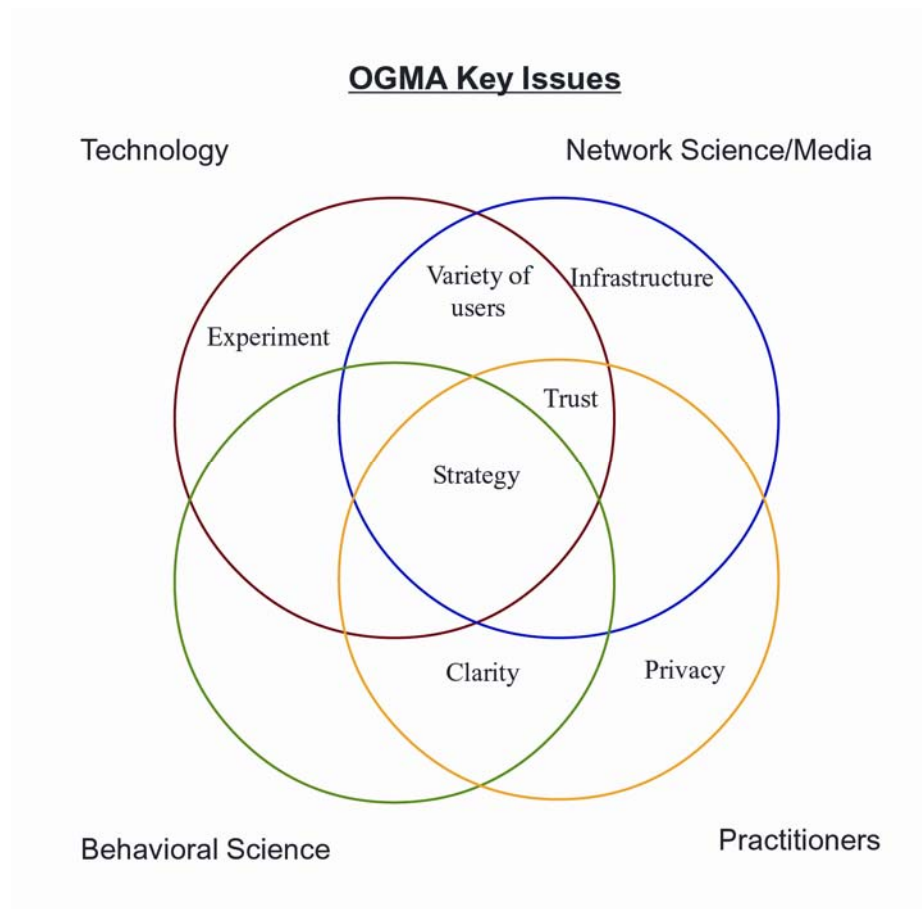 OGMA Key Issues
Technology
Network Science/Media
Variety of
users
Infrastructure
Experiment
Trust
Strategy
Clarity
Privacy
Behavioral Science
Practitioners